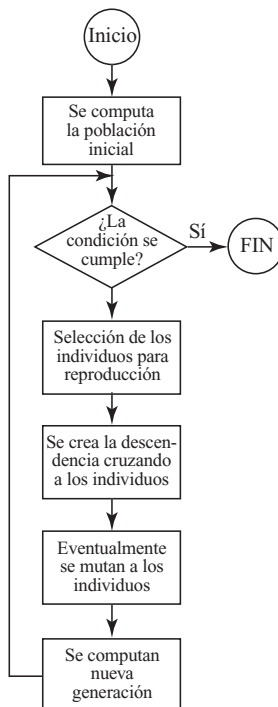 Inicio
Se computa
la población
inicial
¿La
condición se
cumple?
Sí
FIN
Selección de los
individuos para
reproducción
Se crea la descen-
dencia cruzando
a los individuos
Eventualmente
se mutan a los
individuos
Se computan
nueva
generación